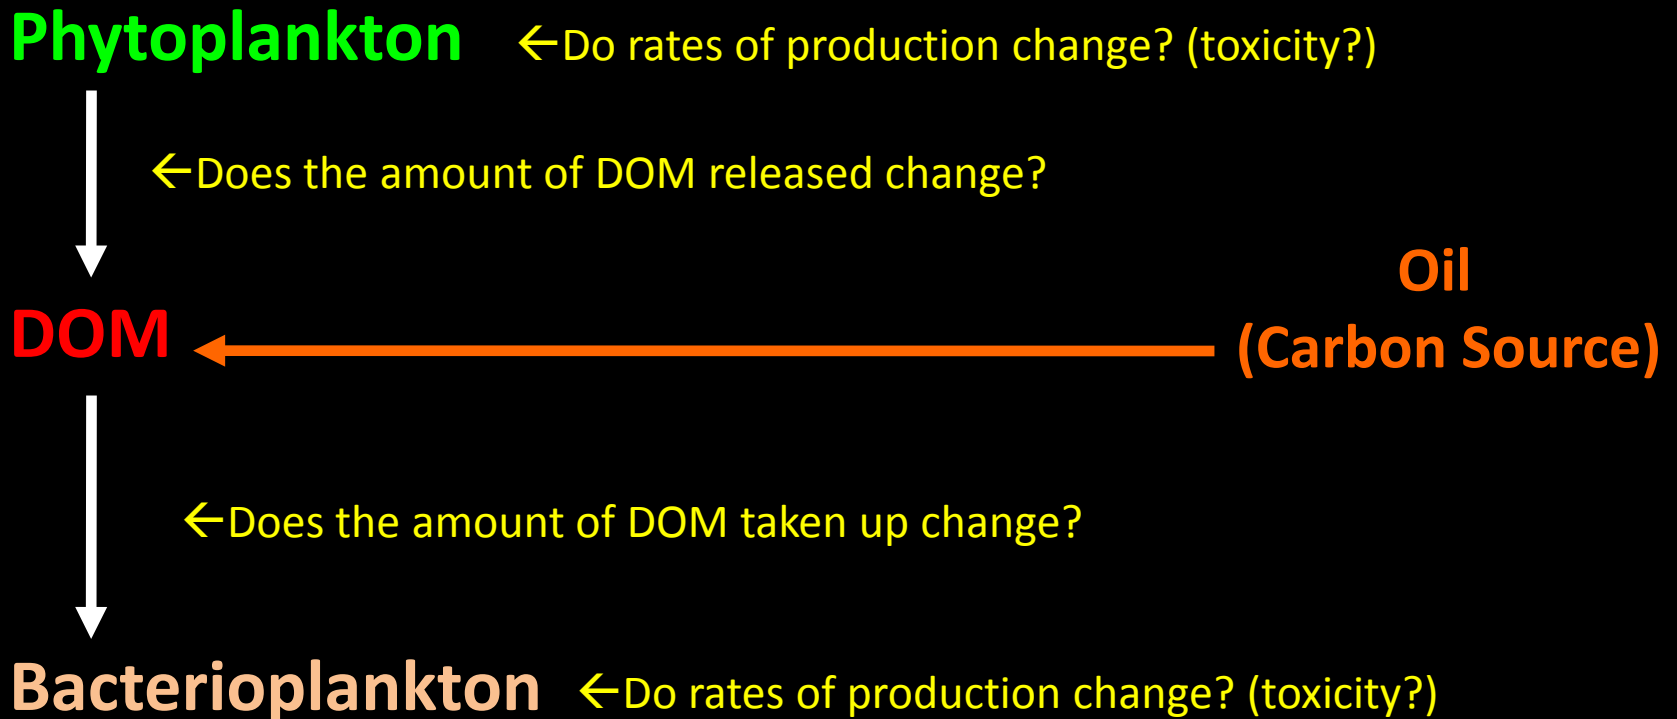 Phytoplankton ←Do rates of production change? (toxicity?)
←Does the amount of DOM released change?
Oil
DOM (Carbon Source)
←Does the amount of DOM taken up change?
Bacterioplankton ←Do rates of production change? (toxicity?)